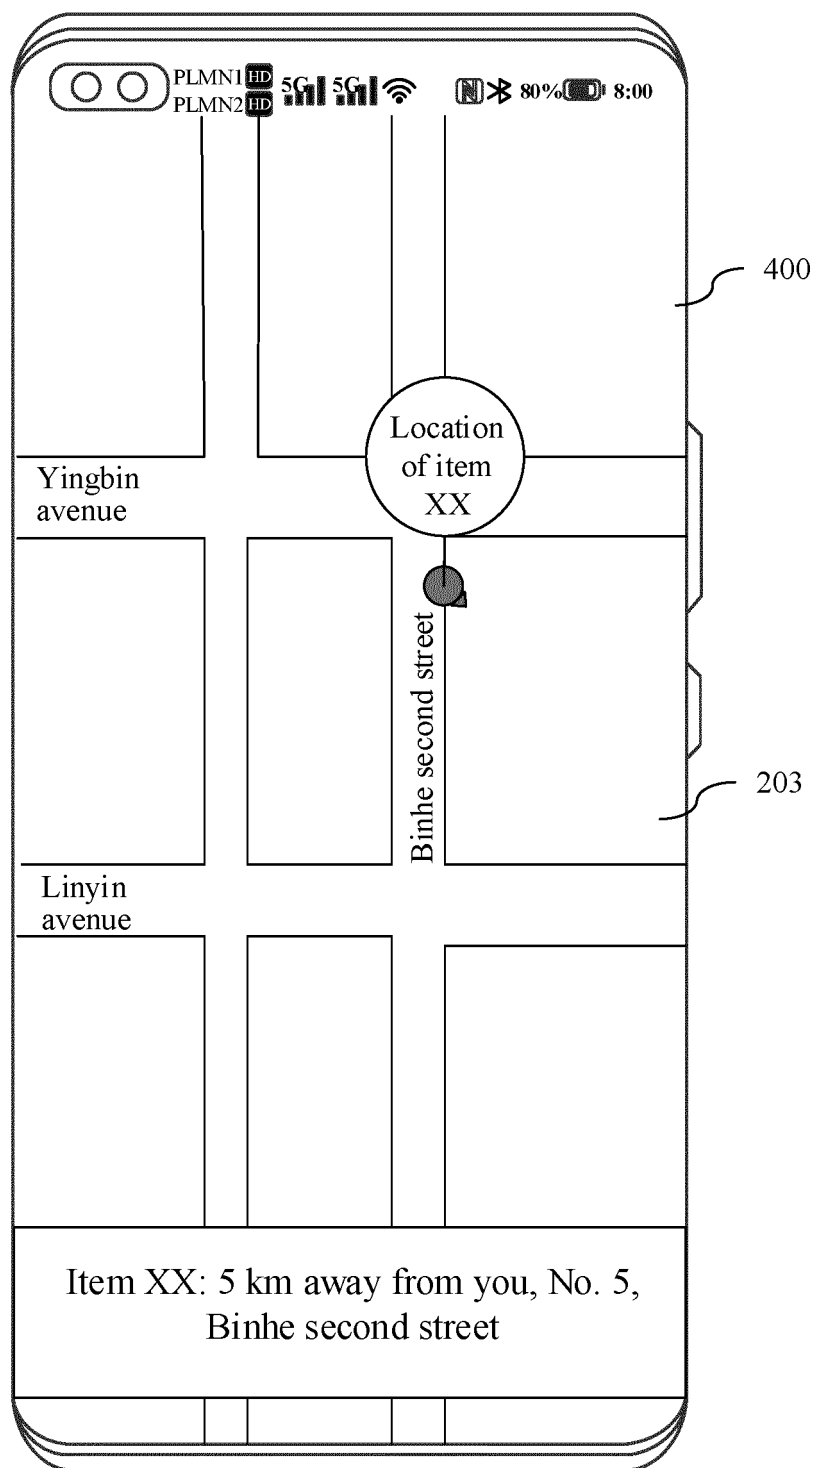 PLMN1 HD
PLMN2 HD
5G 5G N 80% 8:00
400
Location
of item
XX
Yingbin
avenue
Binhe second street
203
Linyin
avenue
Item XX: 5 km away from you, No. 5,
Binhe second street